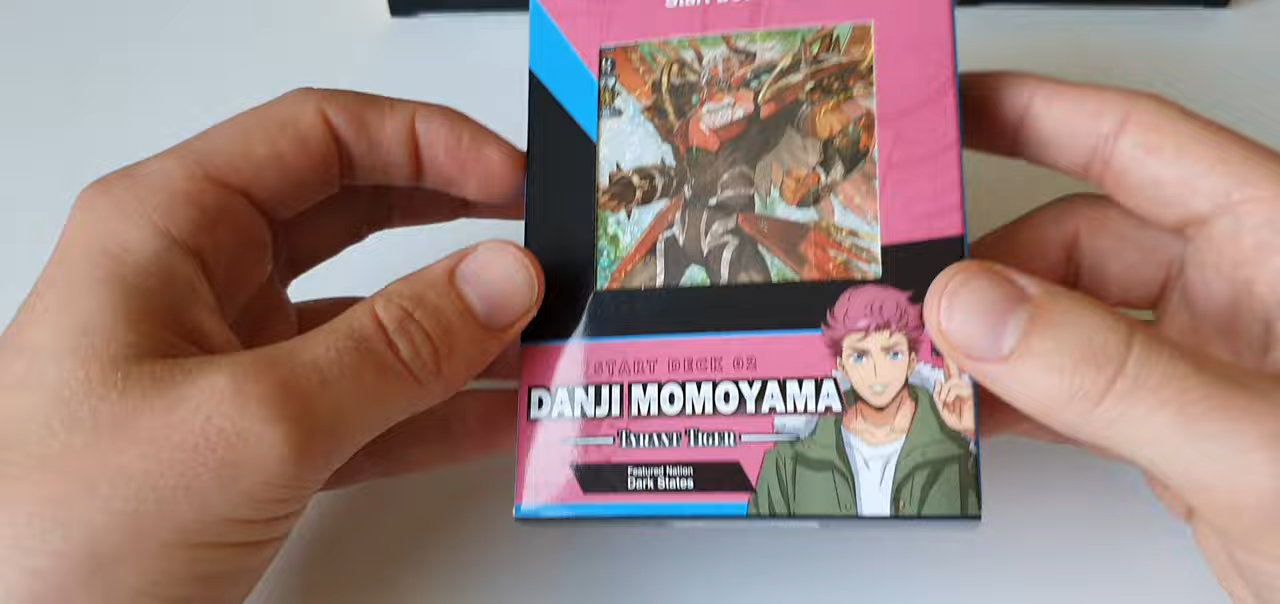 START DECK 02
DANJI MOMOYAMA
TYRANT TIGER
Featured Nation
Dark States